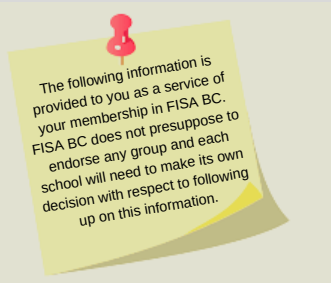 The following information is
provided to you as a service of
your membership in FISA BC.
FISA BC does not presuppose to
endorse any group and each
school will need to make its own
decision with respect to following
up on this information.